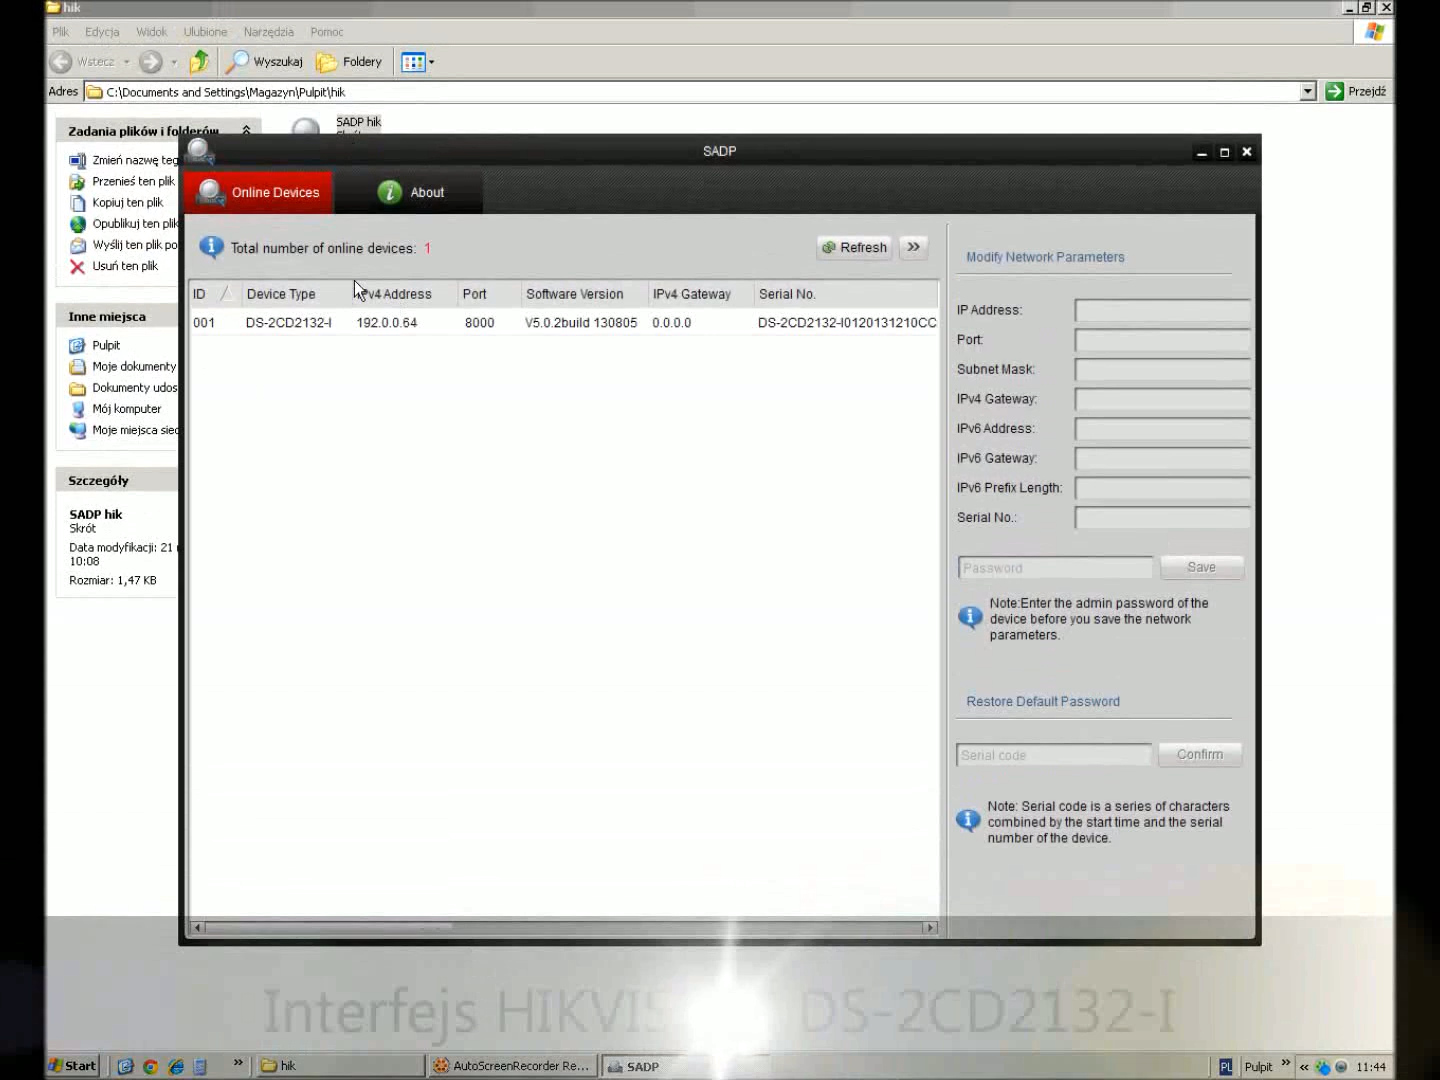 hik
Plik Edycja Widok Ulubione Narzędzia Pomoc
Wstecz Wyszukaj Foldery
Adres C:\Documents and Settings\Magazyn\Pulpit\hik Przejdź
Zadania plików i folderów
Zmień nazwę teg
Przenieś ten plik
Kopiuj ten plik
Opublikuj ten plik
Wyślij ten plik po
Usuń ten plik
Inne miejsca
Pulpit
Moje dokumenty
Dokumenty udos
Mój komputer
Moje miejsca siec
Szczegóły
SADP hik
Skrót
Data modyfikacji: 21
10:08
Rozmiar: 1,47 KB
SADP hik
SADP
Online Devices About
Total number of online devices: 1
Refresh »
ID Device Type IPv4 Address Port Software Version IPv4 Gateway Serial No.
001 DS-2CD2132-I 192.0.0.64 8000 V5.0.2build 130805 0.0.0.0 DS-2CD2132-I0120131210CC
Modify Network Parameters
IP Address:
Port:
Subnet Mask:
IPv4 Gateway:
IPv6 Address:
IPv6 Gateway:
IPv6 Prefix Length:
Serial No.:
Password Save
Note:Enter the admin password of the
device before you save the network
parameters.
Restore Default Password
Serial code Confirm
Note: Serial code is a series of characters
combined by the start time and the serial
number of the device.
Interfejs DS-2CD2132-I
Start » hik AutoScreenRecorder Re... SADP PL Pulpit » « 11:44